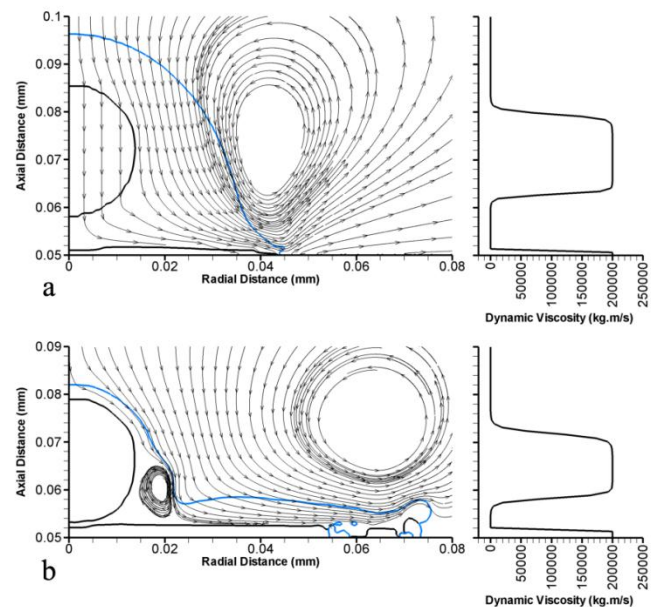 0.1
0.09
0.08
0.07
0.06
0.05
Axial Distance (mm)
0 0.02 0.04 0.06 0.08
Radial Distance (mm)
a
0 50000 100000 150000 200000 250000
Dynamic Viscosity (kg.m/s)
0.09
0.08
0.07
0.06
0.05
Axial Distance (mm)
0 0.02 0.04 0.06 0.08
Radial Distance (mm)
b
0 50000 100000 150000 200000 250000
Dynamic Viscosity (kg.m/s)